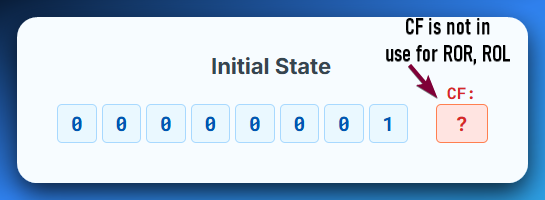 CF is not in
use for ROR, ROL
Initial State
CF:
0 0 0 0 0 0 0 1 ?